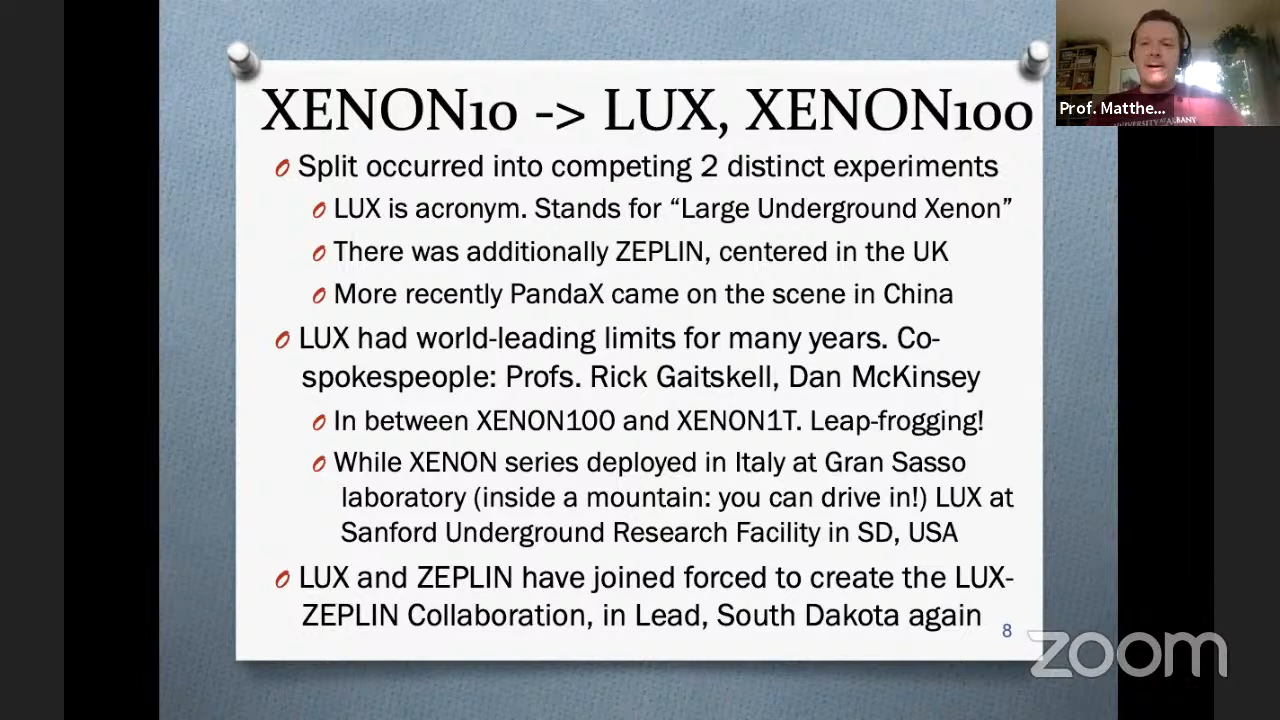 XENON10 -> LUX, XENON100
Prof. Matthe...
UNIVERSITY AT ALBANY
Split occurred into competing 2 distinct experiments
LUX is acronym. Stands for “Large Underground Xenon”
There was additionally ZEPLIN, centered in the UK
More recently PandaX came on the scene in China
LUX had world-leading limits for many years. Co-
spokespeople: Profs. Rick Gaitskell, Dan McKinsey
In between XENON100 and XENON1T. Leap-frogging!
While XENON series deployed in Italy at Gran Sasso
laboratory (inside a mountain: you can drive in!) LUX at
Sanford Underground Research Facility in SD, USA
LUX and ZEPLIN have joined forced to create the LUX-
ZEPLIN Collaboration, in Lead, South Dakota again
8
zoom